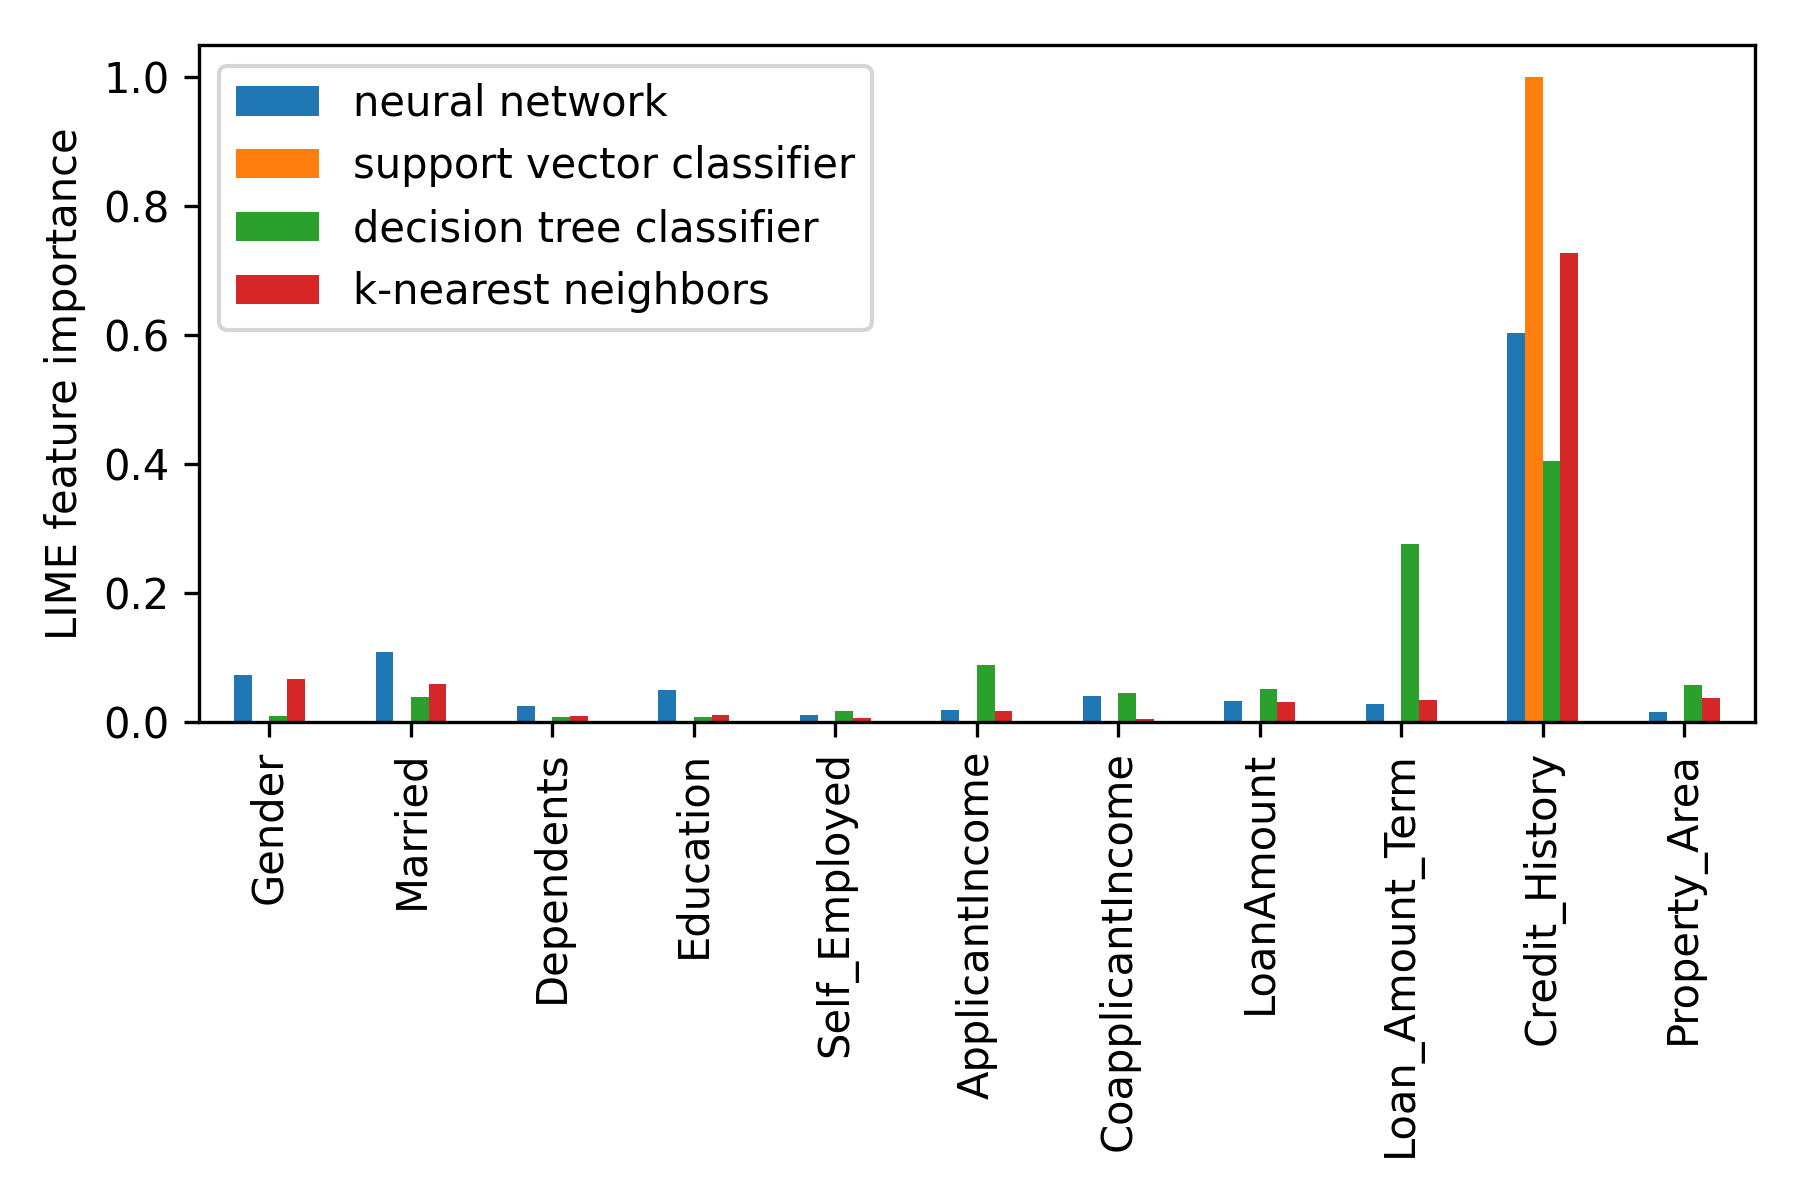 LIME feature importance
1.0
0.8
0.6
0.4
0.2
0.0
neural network
support vector classifier
decision tree classifier
k-nearest neighbors
Gender
Married
Dependents
Education
Self_Employed
ApplicantIncome
CoapplicantIncome
LoanAmount
Loan_Amount_Term
Credit_History
Property_Area